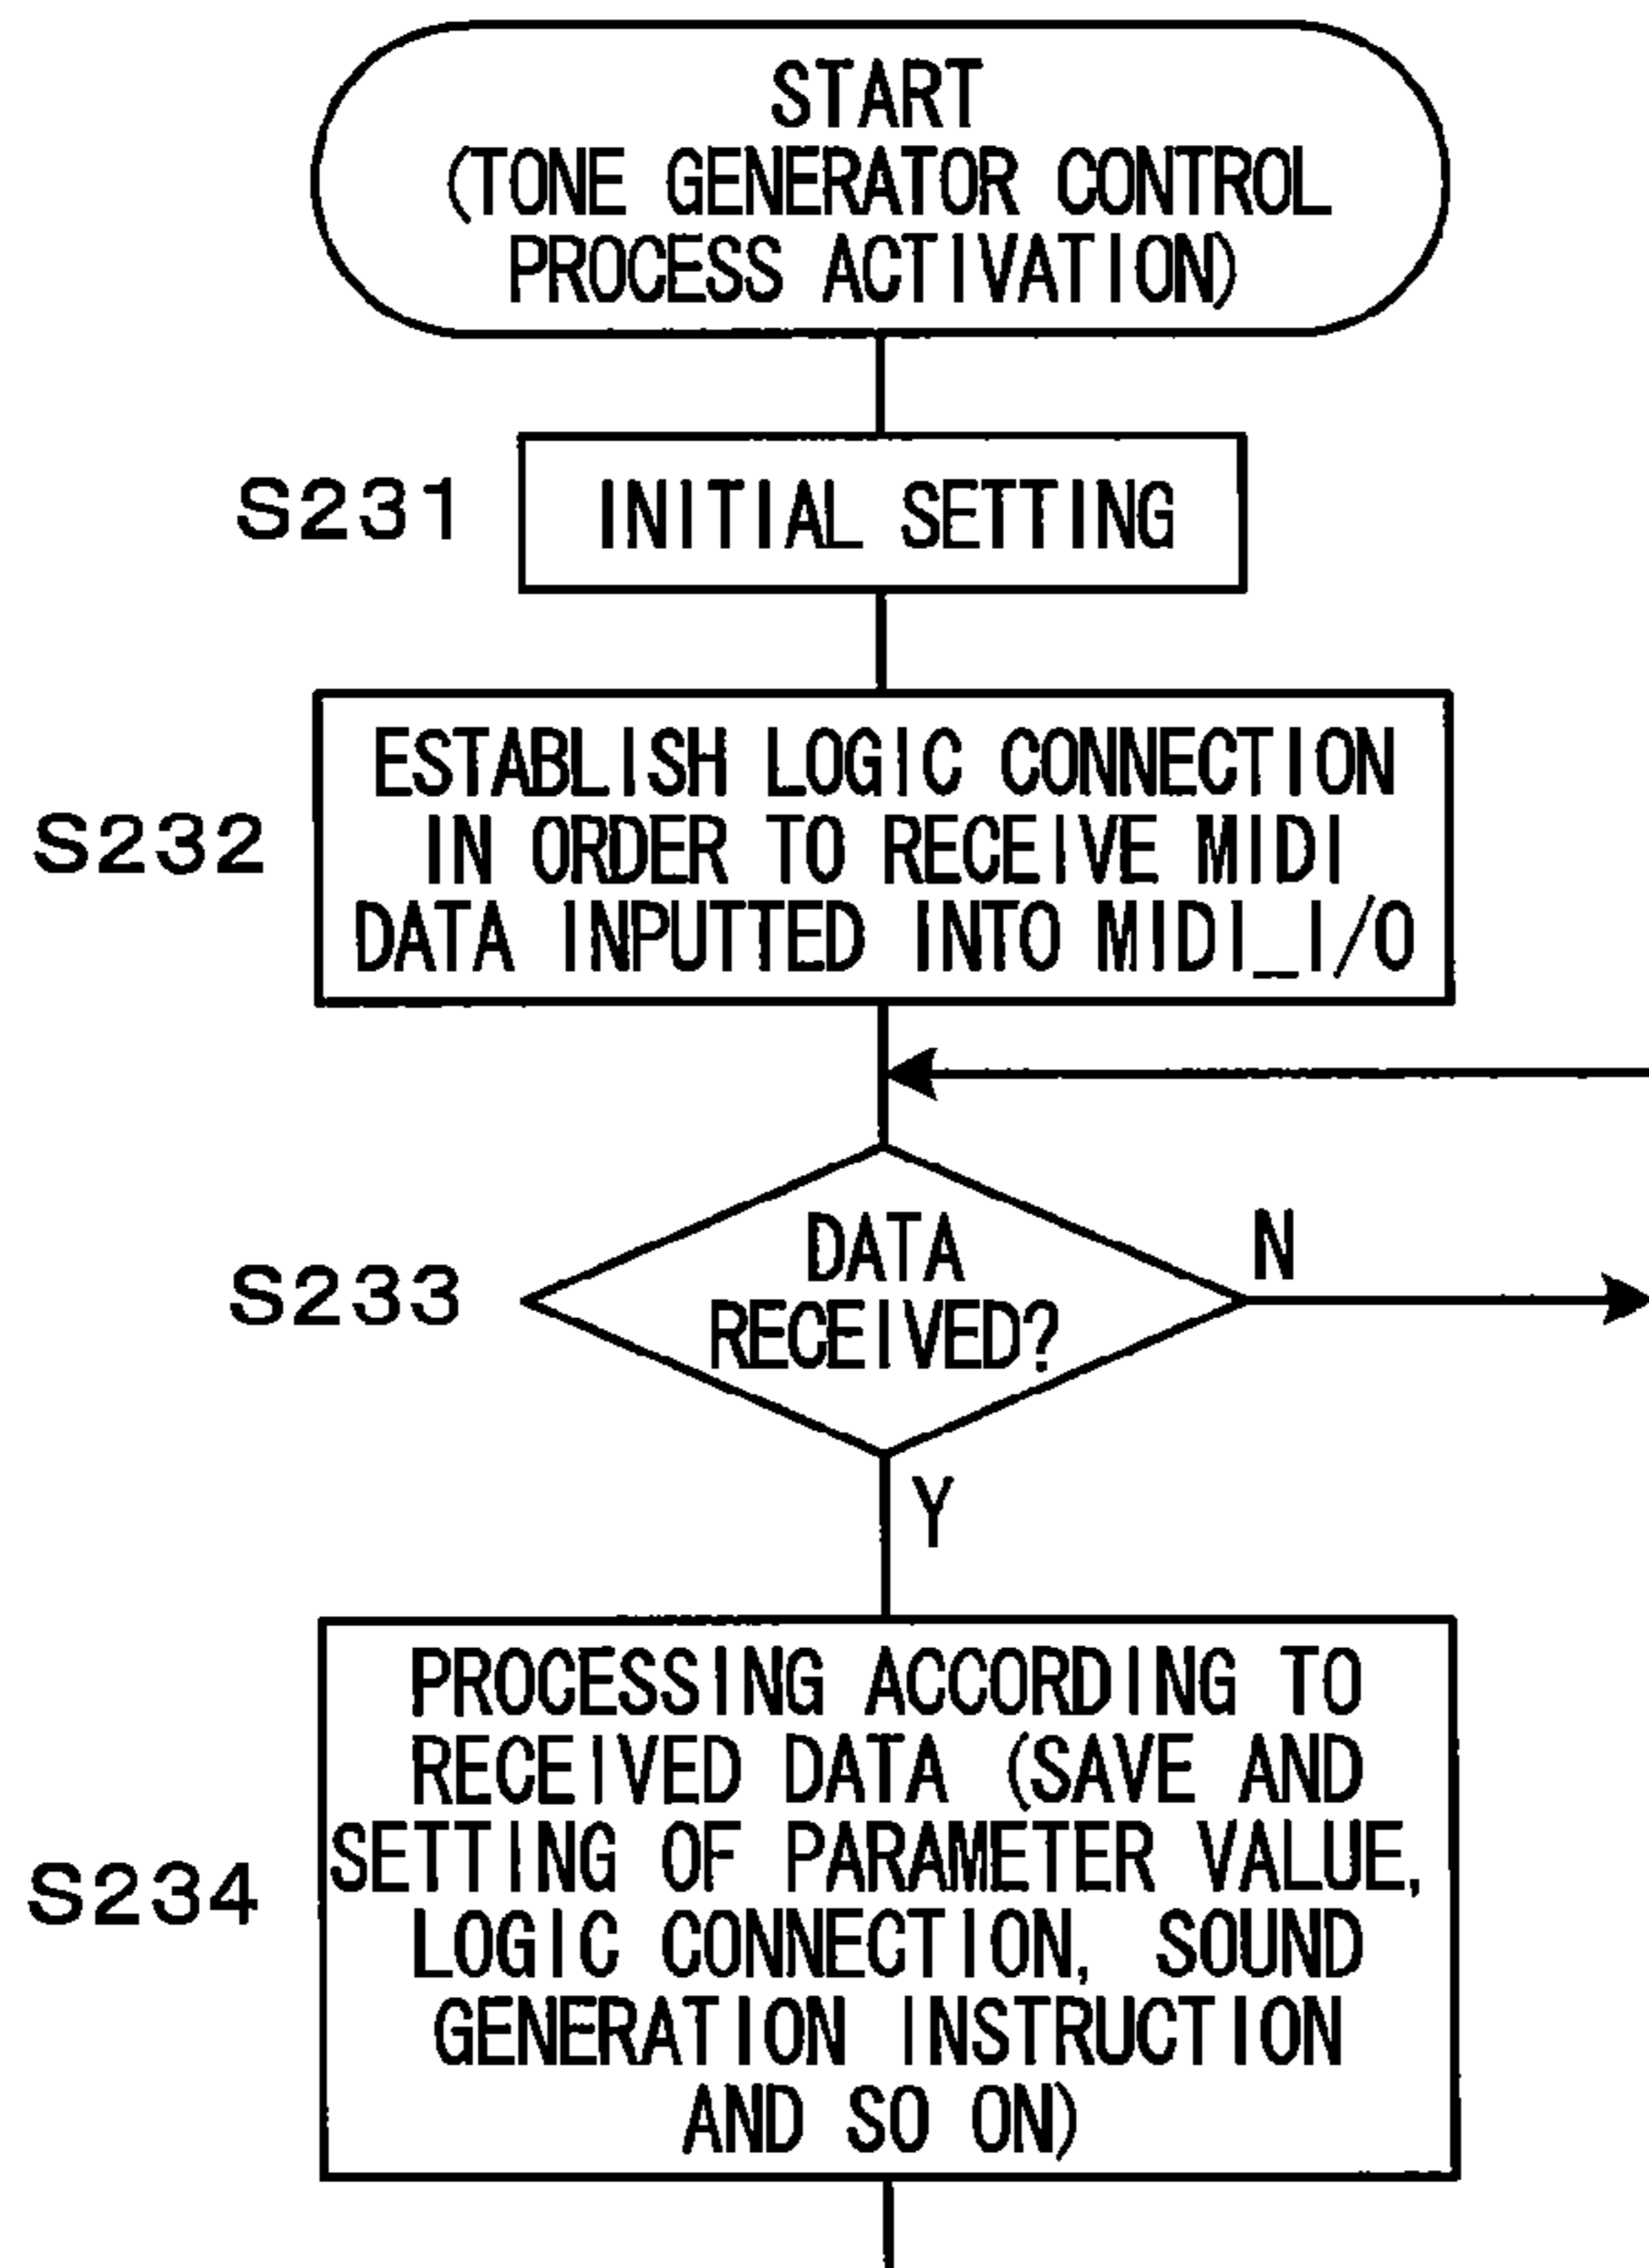 START
(TONE GENERATOR CONTROL
PROCESS ACTIVATION)
S231
INITIAL SETTING
S232
ESTABLISH LOGIC CONNECTION
IN ORDER TO RECEIVE MIDI
DATA INPUTTED INTO MIDI_I/O
S233
DATA
RECEIVED?
N
Y
S234
PROCESSING ACCORDING TO
RECEIVED DATA (SAVE AND
SETTING OF PARAMETER VALUE,
LOGIC CONNECTION, SOUND
GENERATION INSTRUCTION
AND SO ON)